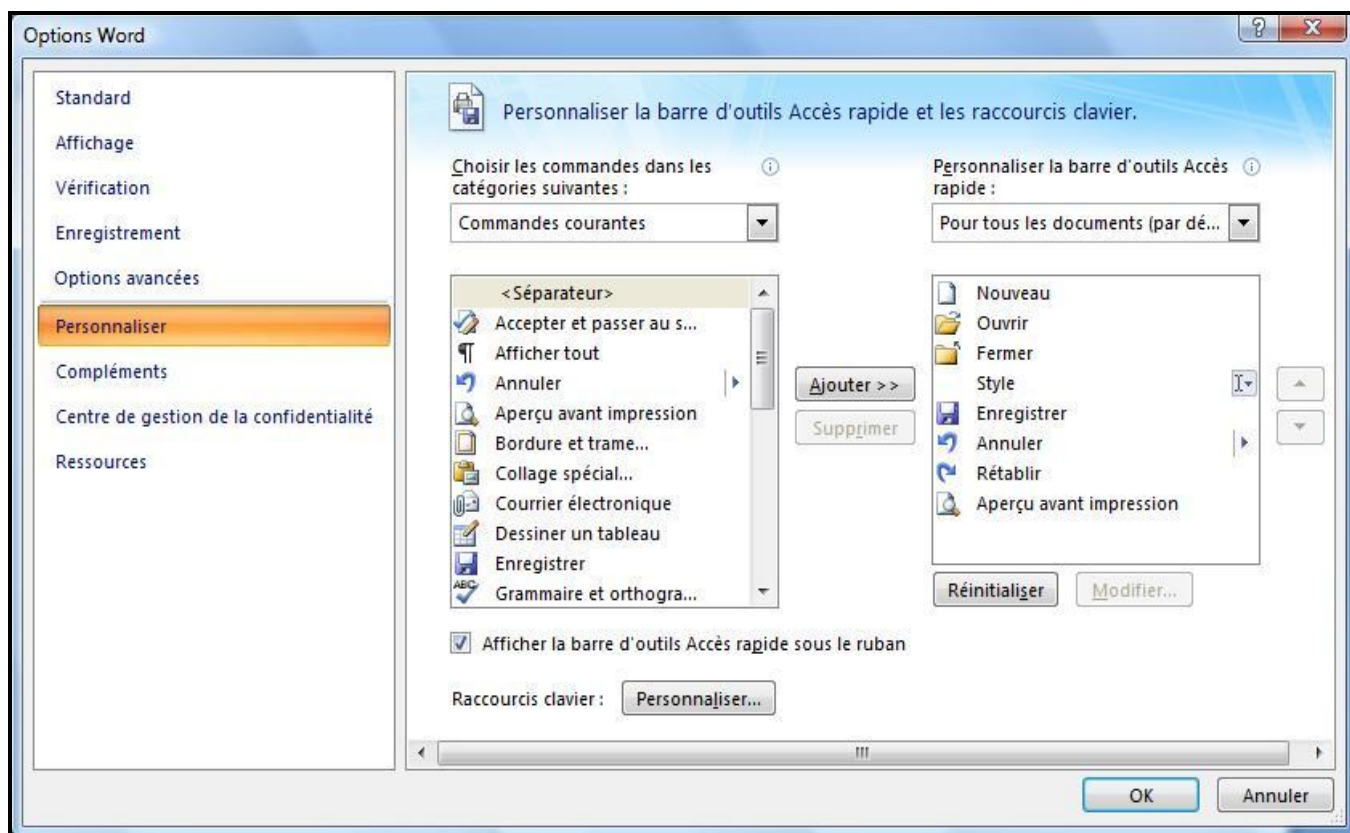 Options Word
Standard
Affichage
Vérification
Enregistrement
Options avancées
Personnaliser
Compléments
Centre de gestion de la confidentialité
Ressources
Personnaliser la barre d'outils Accès rapide et les raccourcis clavier.
Choisir les commandes dans les
catégories suivantes :
Commandes courantes
<Séparateur>
Accepter et passer au s...
Afficher tout
Annuler
Aperçu avant impression
Bordure et trame...
Collage spécial...
Courrier électronique
Dessiner un tableau
Enregistrer
ABC
Grammaire et orthogra...
Ajouter >>
Supprimer
Personnaliser la barre d'outils Accès
rapide :
Pour tous les documents (par dé...
Nouveau
Ouvrir
Fermer
Style
Enregistrer
Annuler
Rétablir
Aperçu avant impression
Réinitialiser
Modifier...
Afficher la barre d'outils Accès rapide sous le ruban
Raccourcis clavier :
Personnaliser...
OK
Annuler